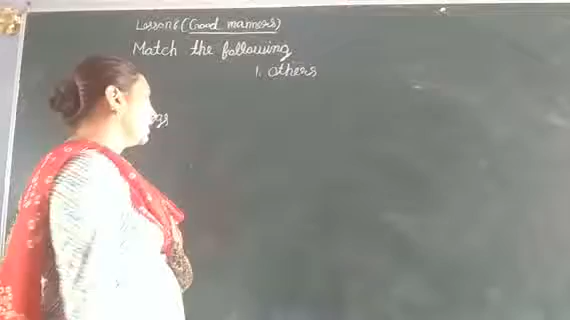 Lesson 6 (Good manners)
Match the following
1. others